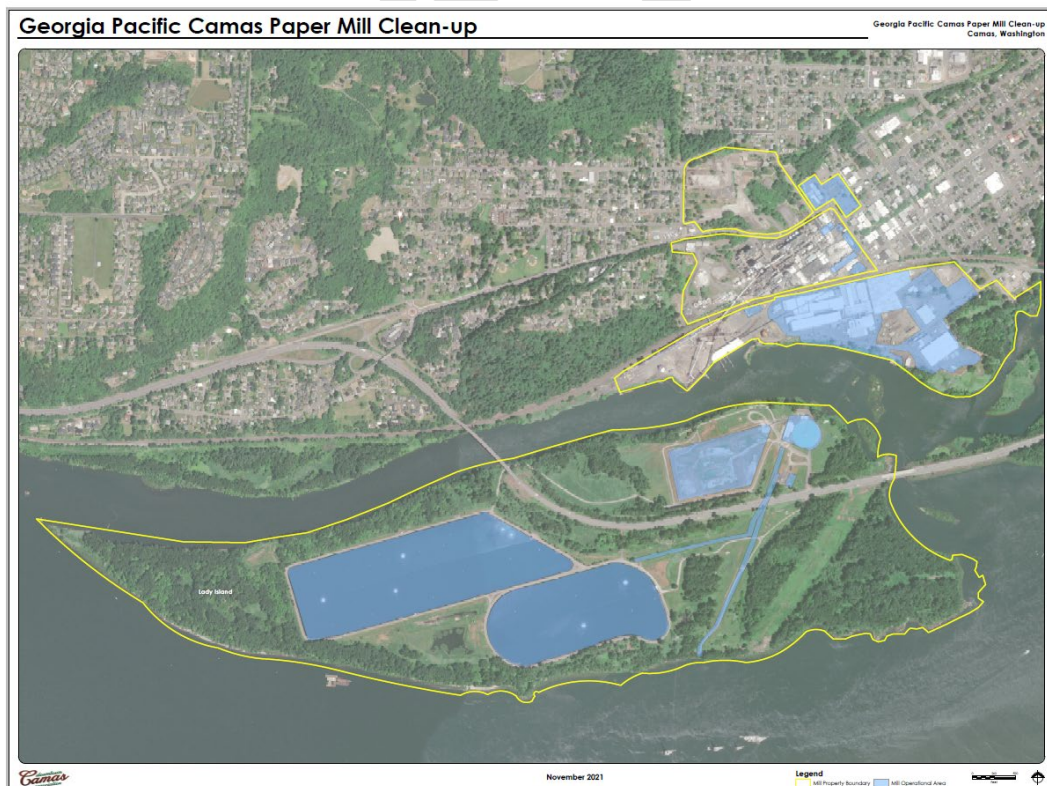 Georgia Pacific Camas Paper Mill Clean-up
Georgia Pacific Camas Paper Mill Clean-up
Camas, Washington
Lady Island
Camas
November 2021
Legend
Mill Property Boundary
Mill Operational Area